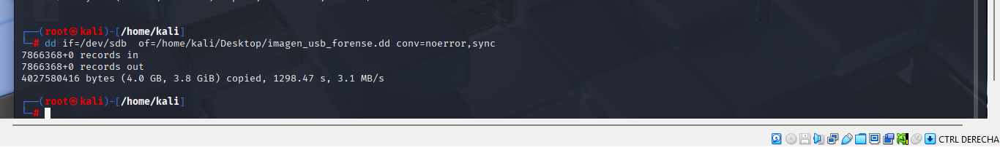 ┌──(root㉿kali)-[/home/kali]
└─# dd if=/dev/sdb  of=/home/kali/Desktop/imagen_usb_forense.dd conv=noerror,sync
7866368+0 records in
7866368+0 records out
4027580416 bytes (4.0 GB, 3.8 GiB) copied, 1298.47 s, 3.1 MB/s
┌──(root㉿kali)-[/home/kali]
└─#
CTRL DERECHA